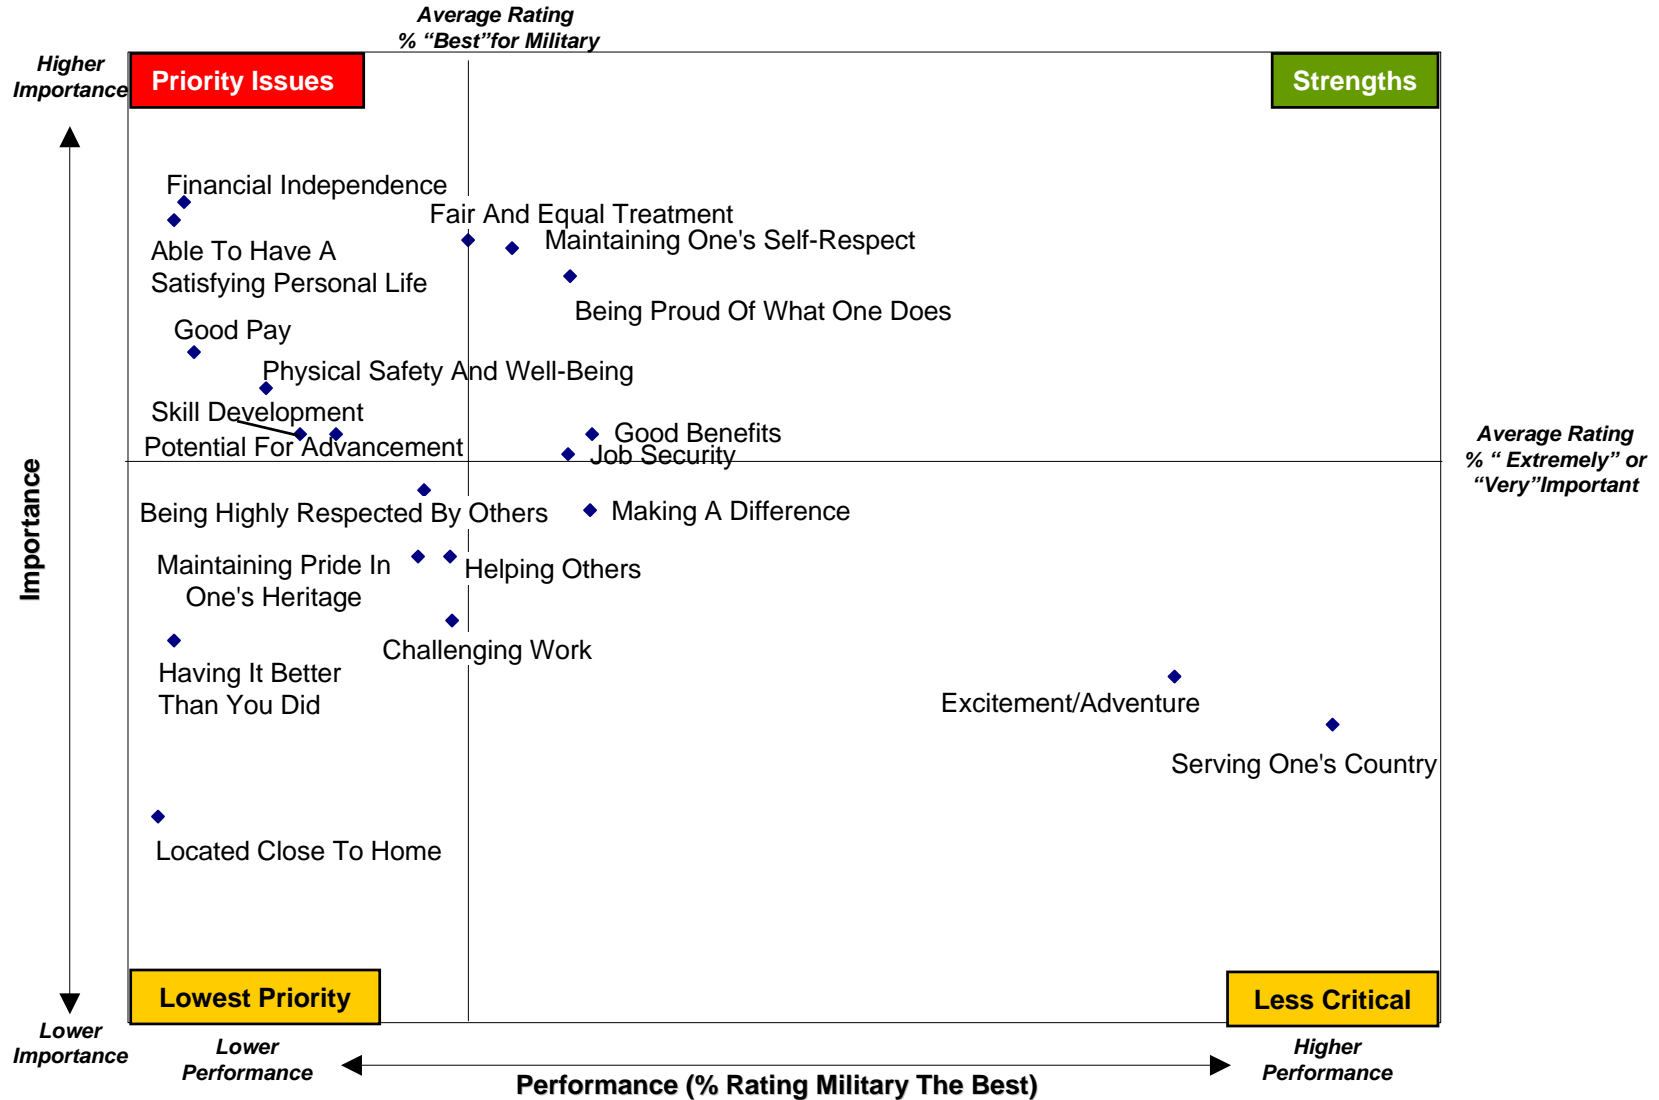 Average Rating
% “Best”for Military
Higher
Importance
Priority Issues
Strengths
Financial Independence
Fair And Equal Treatment
Maintaining One's Self-Respect
Able To Have A
Satisfying Personal Life
Being Proud Of What One Does
Good Pay
Physical Safety And Well-Being
Skill Development
Potential For Advancement
Good Benefits
Job Security
Average Rating
% “ Extremely” or
“Very”Important
Importance
Being Highly Respected By Others
Making A Difference
Maintaining Pride In
One's Heritage
Helping Others
Challenging Work
Having It Better
Than You Did
Excitement/Adventure
Serving One's Country
Located Close To Home
Lowest Priority
Less Critical
Lower
Importance
Lower
Performance
Higher
Performance
Performance (% Rating Military The Best)